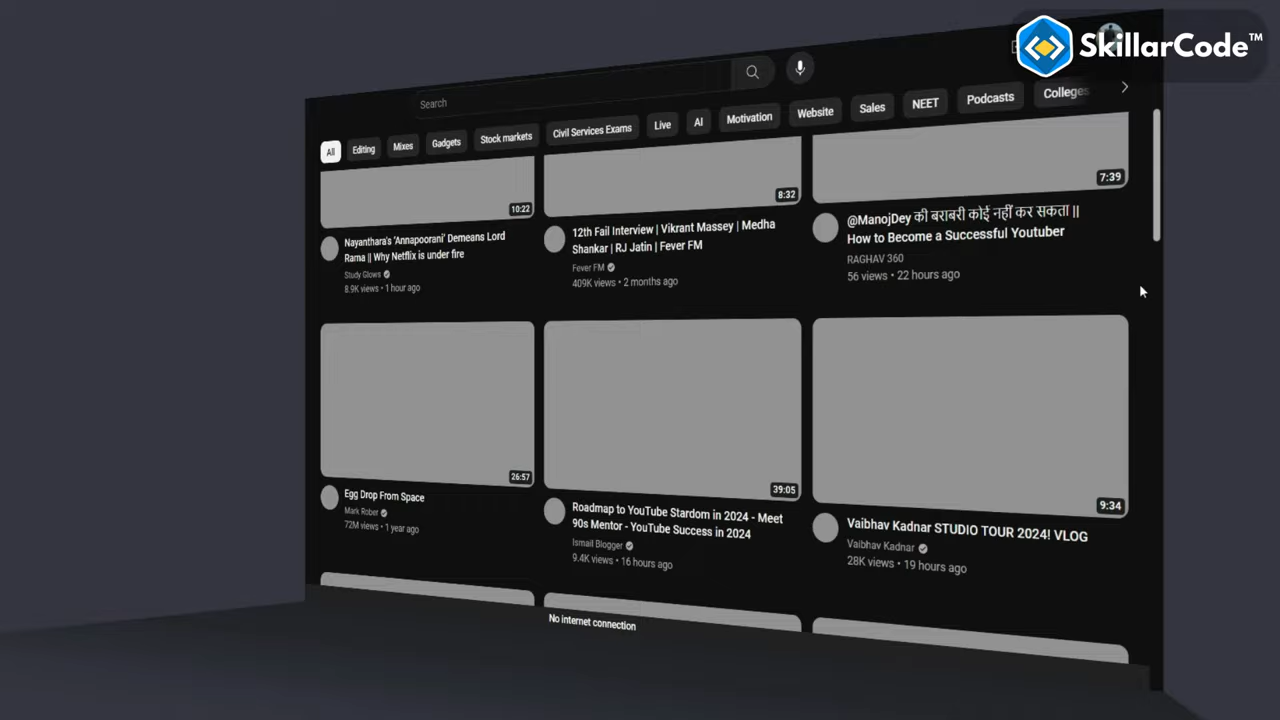 SkillarCode™
Search
All
Editing
Mixes
Gadgets
Stock markets
Civil Services Exams
Live
AI
Motivation
Website
Sales
NEET
Podcasts
Colleges
10:22
8:32
7:39
Nayanthara's 'Annapoorani' Demeans Lord
Rama || Why Netflix is under fire
Study Glows
8.9K views • 1 hour ago
12th Fail Interview | Vikrant Massey | Medha
Shankar | RJ Jatin | Fever FM
Fever FM
409K views • 2 months ago
@ManojDey की बराबरी कोई नहीं कर सकता ||
How to Become a Successful Youtuber
RAGHAV 360
56 views • 22 hours ago
26:57
39:05
9:34
Egg Drop From Space
Mark Rober
72M views • 1 year ago
Roadmap to YouTube Stardom in 2024 - Meet
90s Mentor - YouTube Success in 2024
Ismail Blogger
9.4K views • 16 hours ago
Vaibhav Kadnar STUDIO TOUR 2024! VLOG
Vaibhav Kadnar
28K views • 19 hours ago
No internet connection